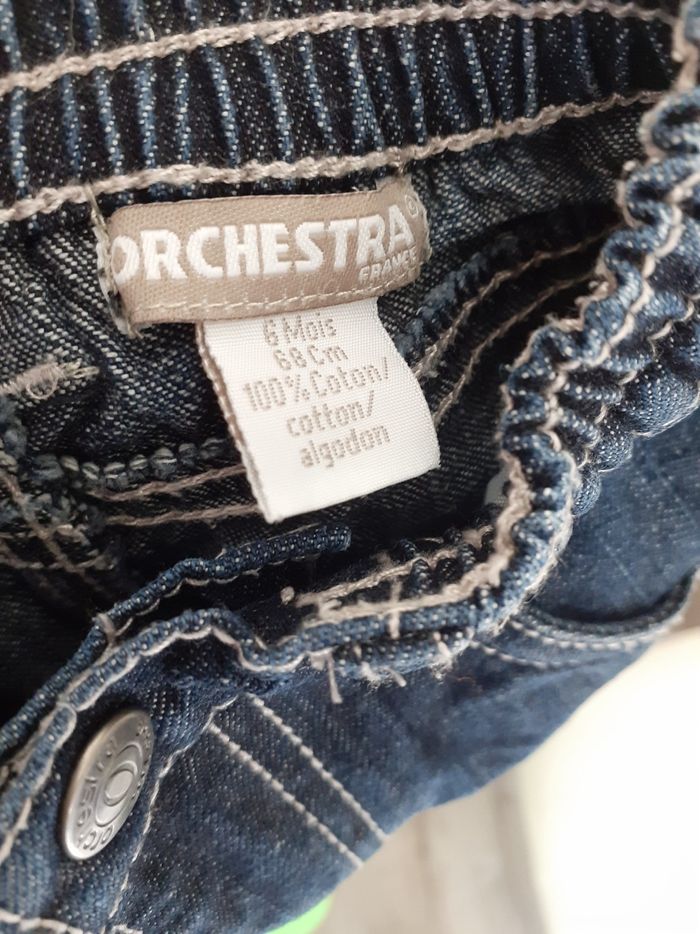 ORCHESTRA
FRANCE
6 Mois
68 Cm
100% Coton/
cotton/
algodon